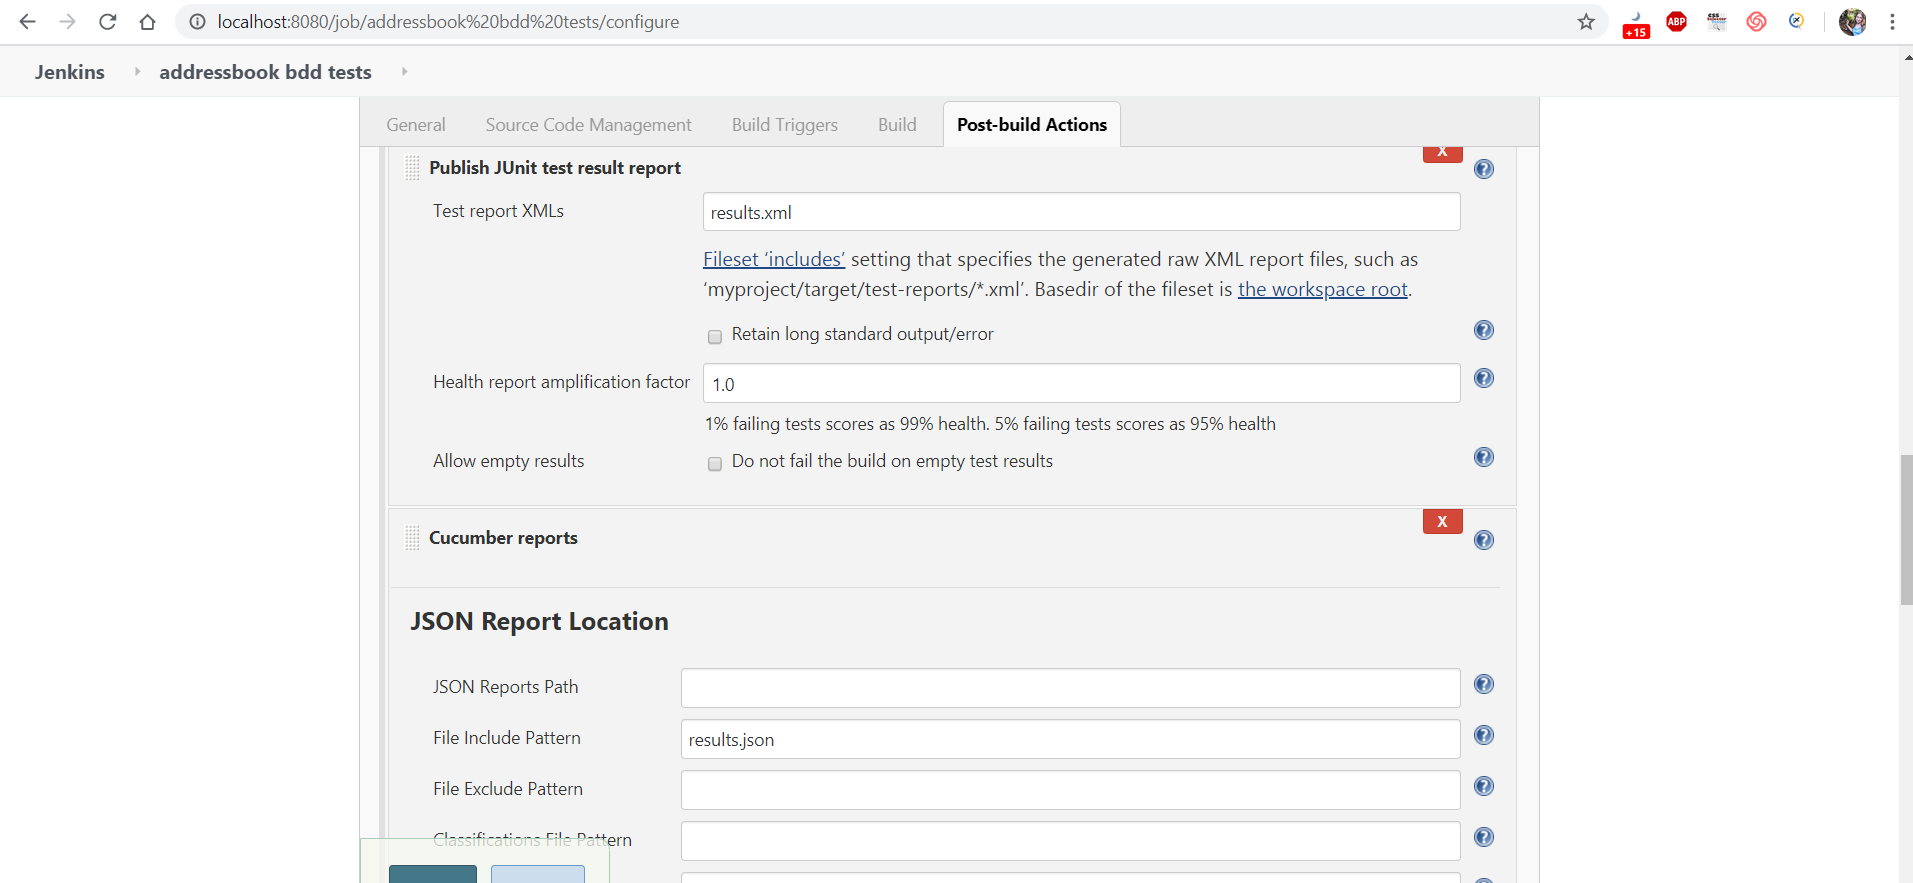 localhost:8080/job/addressbook%20bdd%20tests/configure
+15
ABP
CSS
Jenkins
addressbook bdd tests
General
Source Code Management
Build Triggers
Build
Post-build Actions
X
Publish JUnit test result report
?
Test report XMLs
results.xml
Fileset ‘includes’ setting that specifies the generated raw XML report files, such as
‘myproject/target/test-reports/*.xml’. Basedir of the fileset is the workspace root.
Retain long standard output/error
?
Health report amplification factor
1.0
?
1% failing tests scores as 99% health. 5% failing tests scores as 95% health
Allow empty results
Do not fail the build on empty test results
?
X
Cucumber reports
?
JSON Report Location
JSON Reports Path
?
File Include Pattern
results.json
?
File Exclude Pattern
?
Classifications File Pattern
?